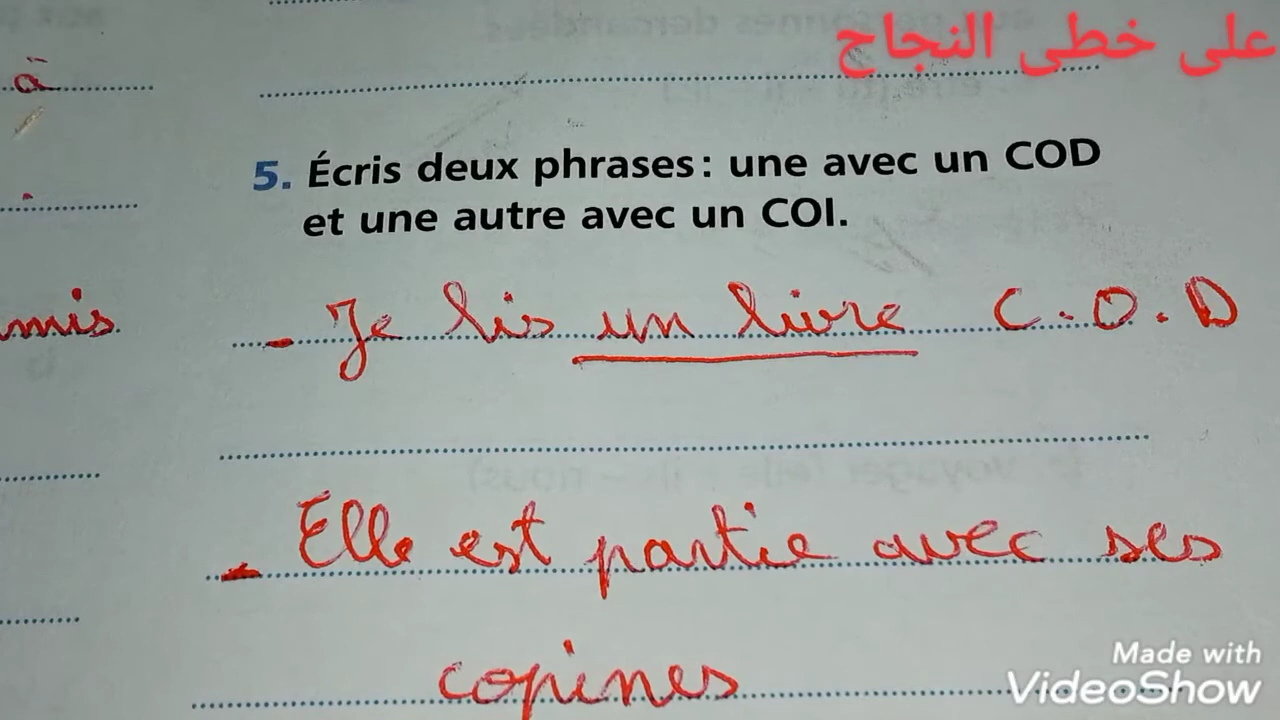 على خطى النجاح
à
5. Écris deux phrases : une avec un COD
et une autre avec un COI.
mis.
- Je lis un livre C.O.D
- Elle est partie avec ses
copines
Made with
VideoShow